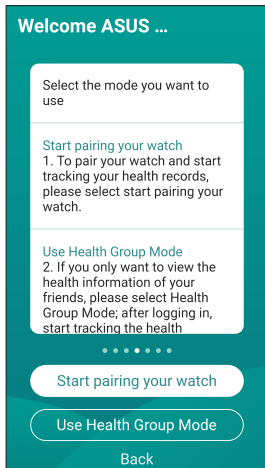 Welcome ASUS ...
Select the mode you want to
use
Start pairing your watch
1. To pair your watch and start
tracking your health records,
please select start pairing your
watch.
Use Health Group Mode
2. If you only want to view the
health information of your
friends, please select Health
Group Mode; after logging in,
start tracking the health
Start pairing your watch
Use Health Group Mode
Back